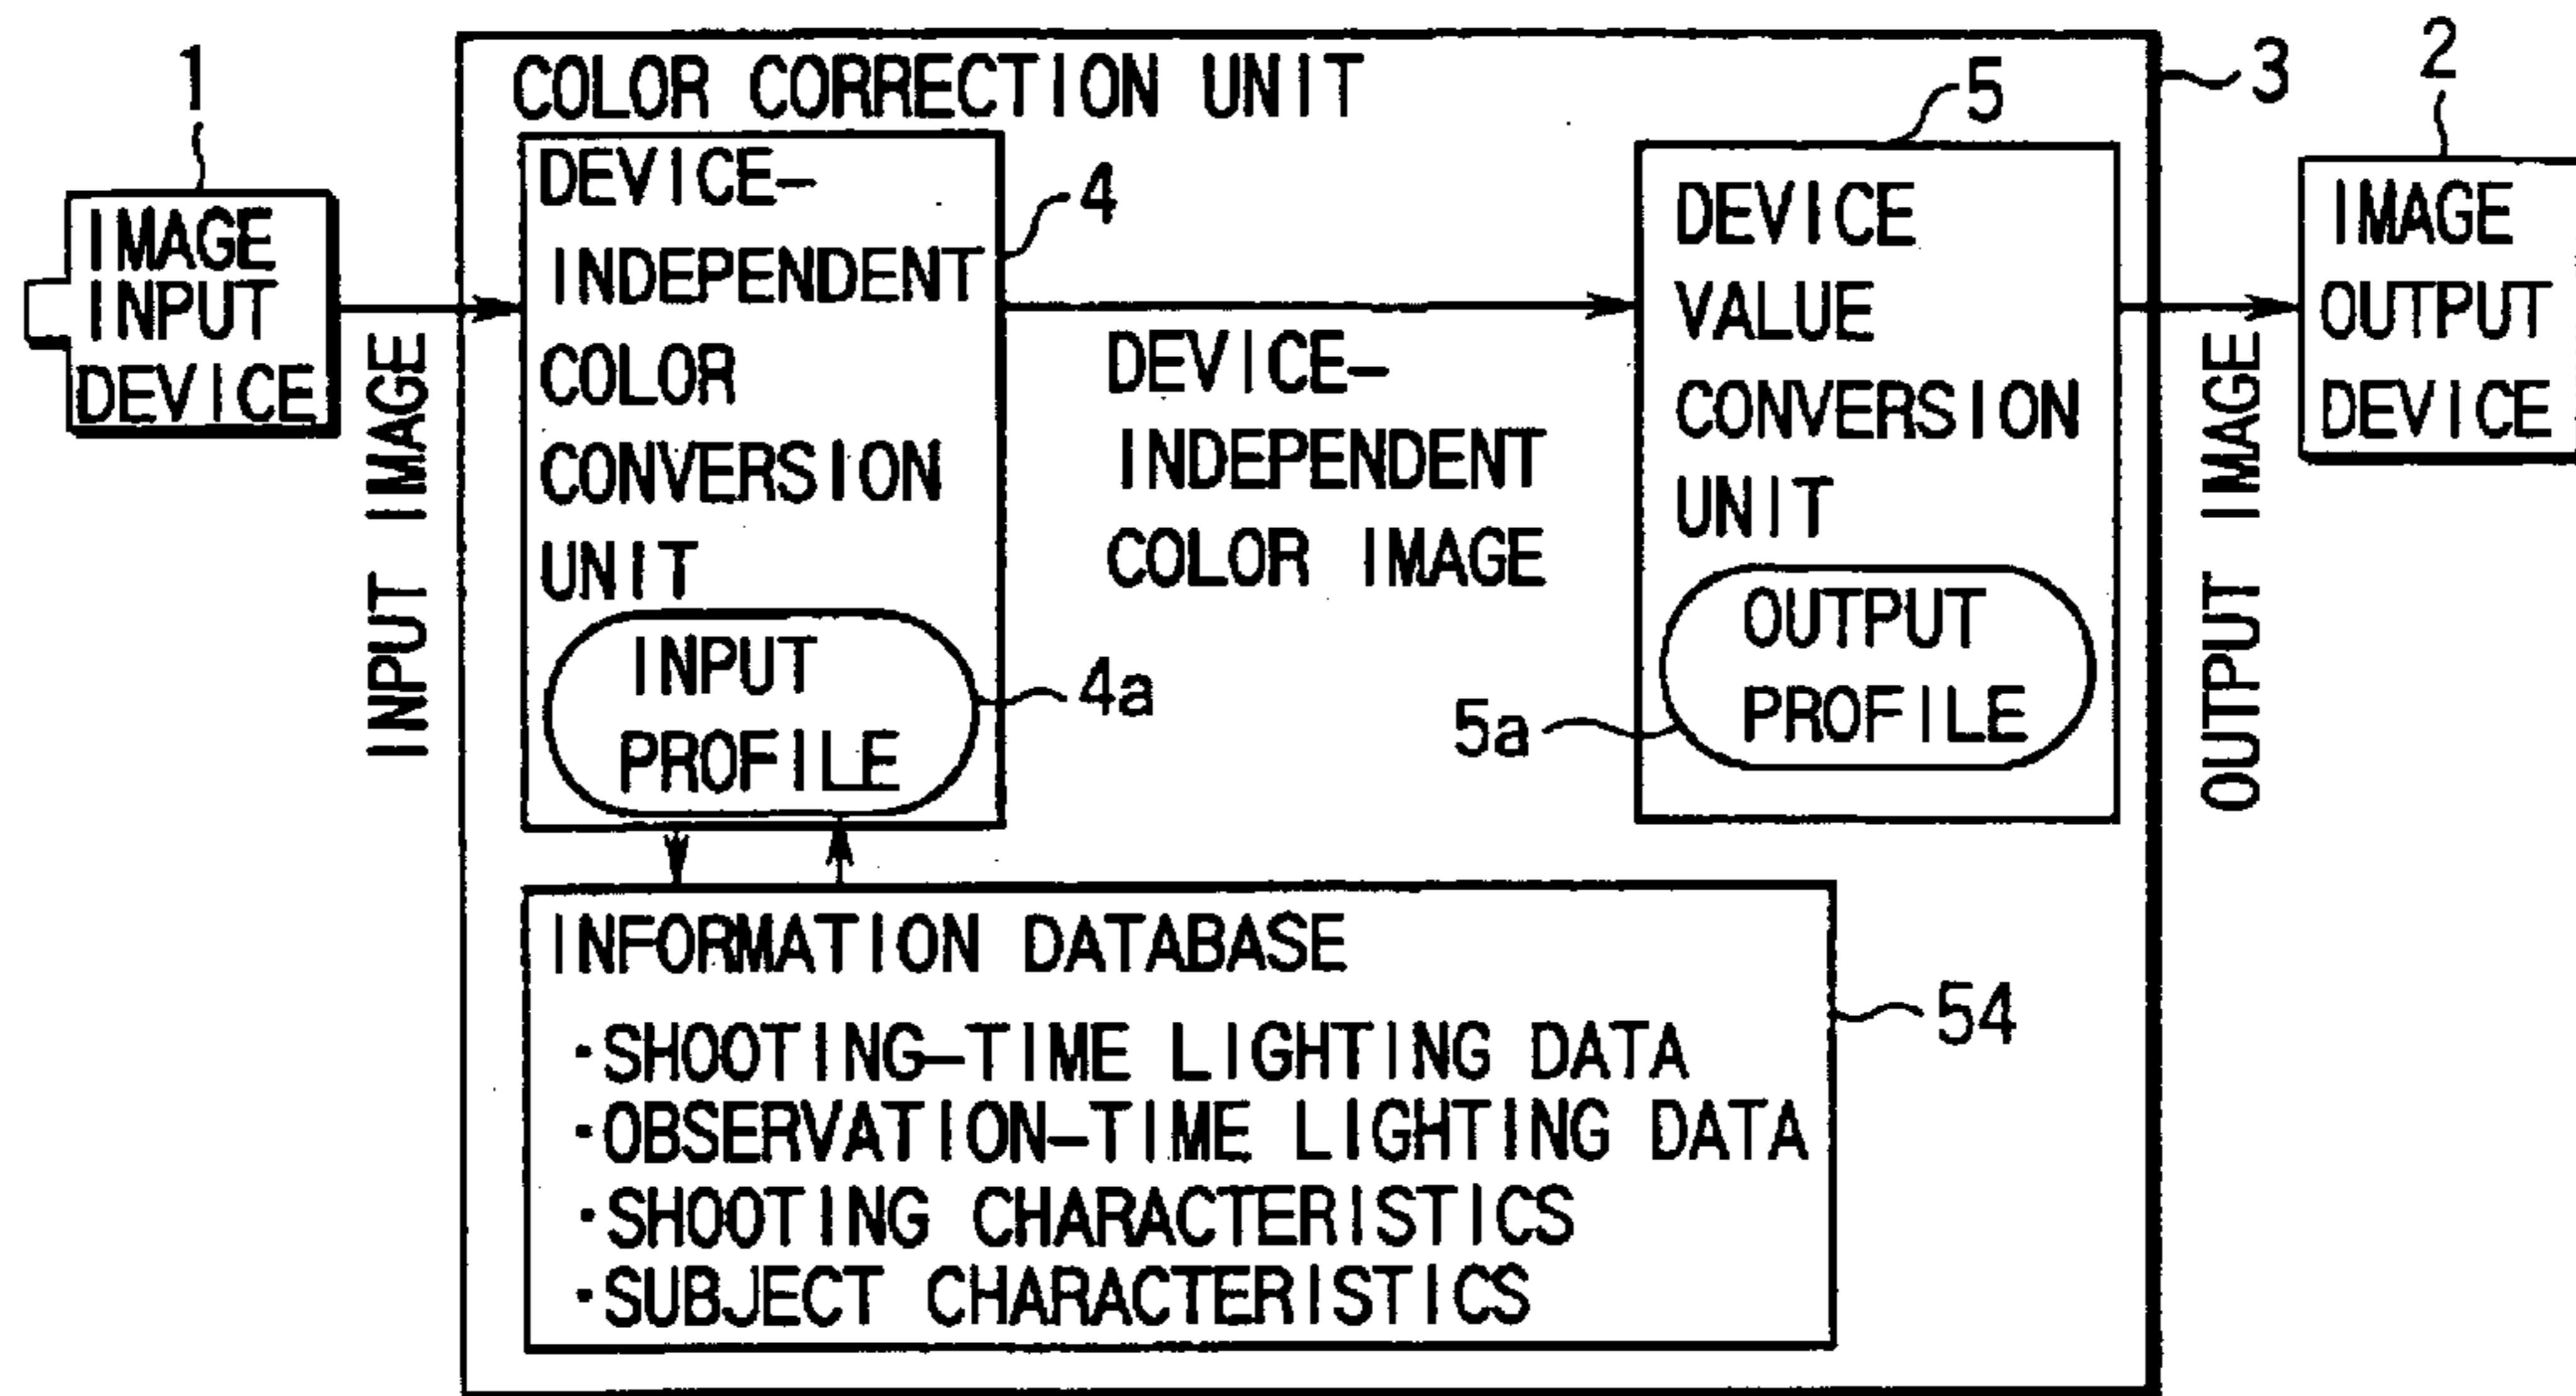 1
IMAGE
INPUT
DEVICE
INPUT IMAGE
COLOR CORRECTION UNIT
3
DEVICE-
INDEPENDENT
COLOR
CONVERSION
UNIT
4
INPUT
PROFILE
4a
DEVICE-
INDEPENDENT
COLOR IMAGE
5
DEVICE
VALUE
CONVERSION
UNIT
OUTPUT
PROFILE
5a
OUTPUT IMAGE
2
IMAGE
OUTPUT
DEVICE
INFORMATION DATABASE
·SHOOTING-TIME LIGHTING DATA
·OBSERVATION-TIME LIGHTING DATA
·SHOOTING CHARACTERISTICS
·SUBJECT CHARACTERISTICS
54